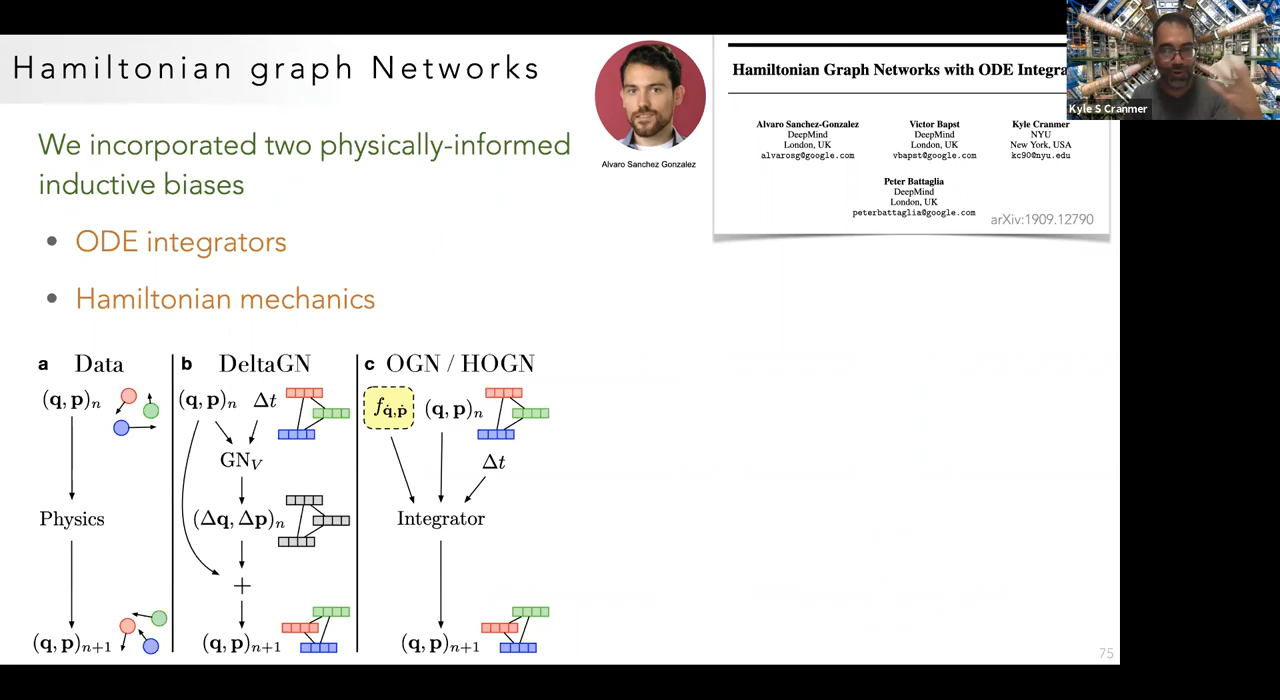 Hamiltonian graph Networks
We incorporated two physically-informed
inductive biases
• ODE integrators
• Hamiltonian mechanics
Alvaro Sanchez Gonzalez
Hamiltonian Graph Networks with ODE Integra
Alvaro Sanchez-Gonzalez
DeepMind
London, UK
alvarosg@google.com
Victor Bapst
DeepMind
London, UK
vbapst@google.com
Kyle Cranmer
NYU
New York, USA
kc90@nyu.edu
Peter Battaglia
DeepMind
London, UK
peterbattaglia@google.com
arXiv:1909.12790
Kyle S Cranmer
a Data
(q, p)n
Physics
(q, p)n+1
b DeltaGN
(q, p)n Δt
GNV
(Δq, Δp)n
+
(q, p)n+1
c OGN / HOGN
fq̇,ṗ (q, p)n
Δt
Integrator
(q, p)n+1
75